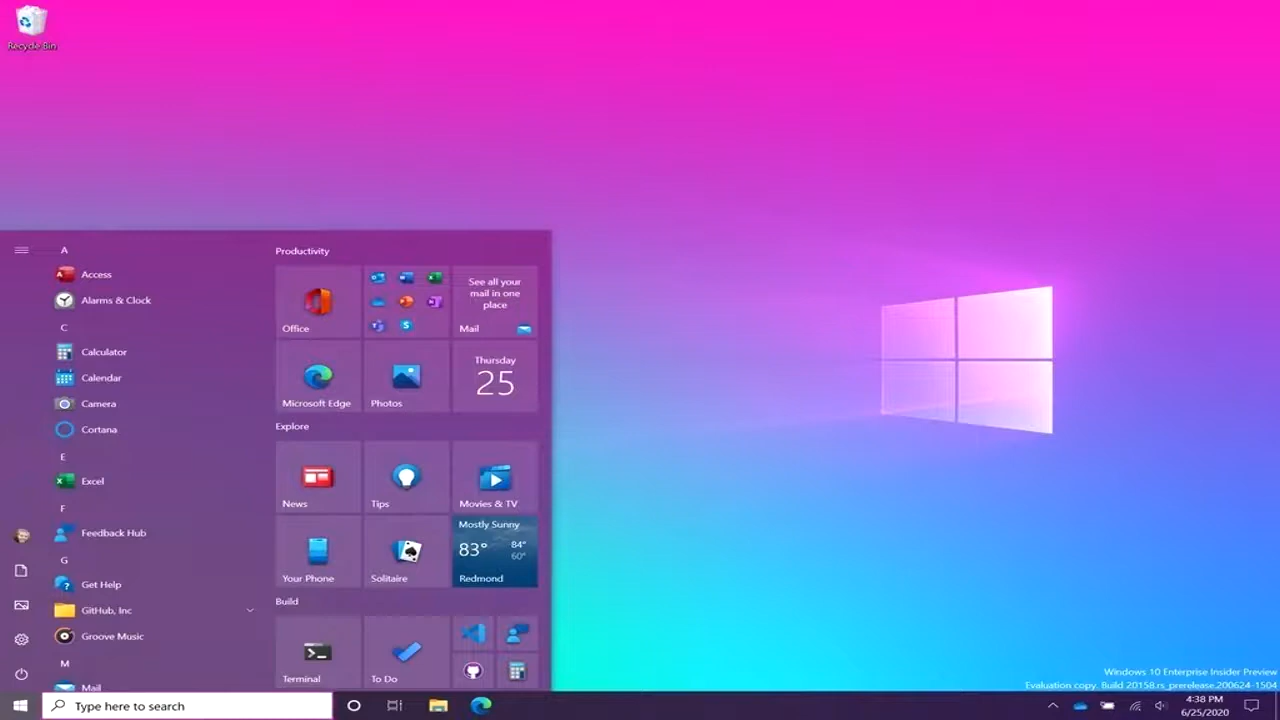 Recycle Bin
A
Access
Alarms & Clock
C
Calculator
Calendar
Camera
Cortana
E
Excel
F
Feedback Hub
G
Get Help
GitHub, Inc
Groove Music
M
Mail
Productivity
Office
See all your
mail in one
place
Mail
Microsoft Edge
Photos
Thursday
25
Explore
News
Tips
Movies & TV
Your Phone
Solitaire
Mostly Sunny
83°
84°
60°
Redmond
Build
Terminal
To Do
Windows 10 Enterprise Insider Preview
Evaluation copy. Build 20158.rs_prerelease.200624-1504
Type here to search
4:38 PM
6/25/2020